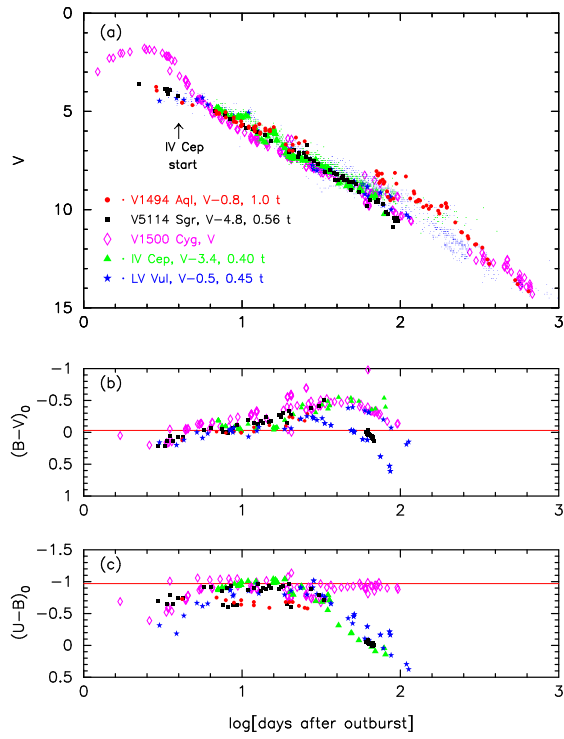 0
(a)
5
V
IV Cep
start
V1494 Aql, V−0.8, 1.0 t
V5114 Sgr, V−4.8, 0.56 t
10
V1500 Cyg, V
IV Cep, V−3.4, 0.40 t
LV Vul, V−0.5, 0.45 t
15
0 1 2 3
−1
(b)
−0.5
(B−V)0
0
0.5
1
0 1 2 3
−1.5
(c)
−1
(U−B)0
−0.5
0
0.5
0 1 2 3
log[days after outburst]